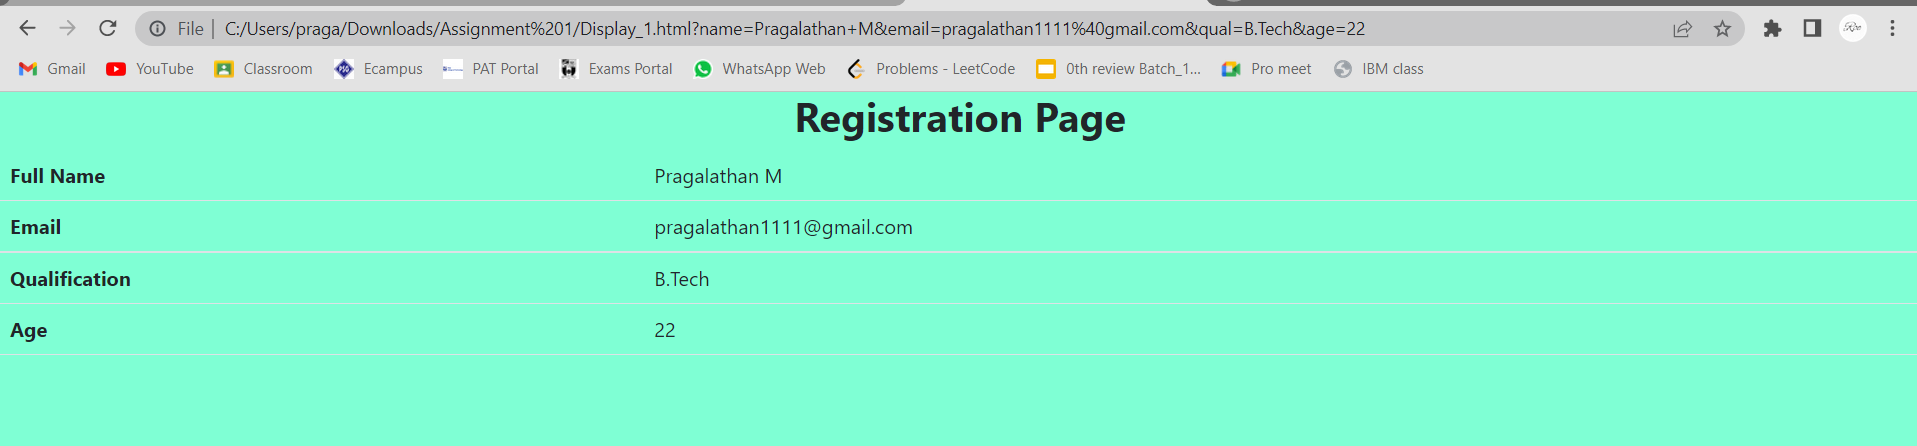 File | C:/Users/praga/Downloads/Assignment%201/Display_1.html?name=Pragalathan+M&email=pragalathan1111%40gmail.com&qual=B.Tech&age=22
Gmail YouTube Classroom Ecampus PAT Portal Exams Portal WhatsApp Web Problems - LeetCode 0th review Batch_1... Pro meet IBM class
Registration Page
Full Name Pragalathan M
Email pragalathan1111@gmail.com
Qualification B.Tech
Age 22